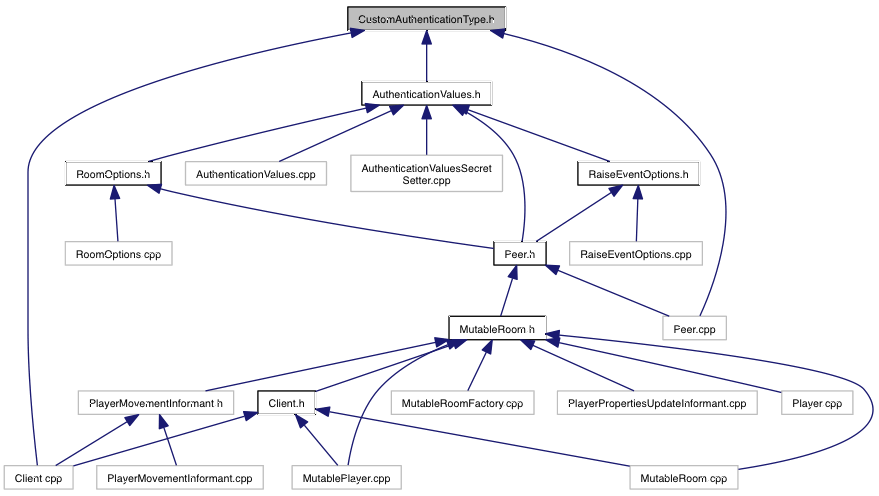 CustomAuthenticationType.h
AuthenticationValues.h
RoomOptions.h
AuthenticationValues.cpp
AuthenticationValuesSecret
Setter.cpp
RaiseEventOptions.h
RoomOptions.cpp
Peer.h
RaiseEventOptions.cpp
MutableRoom.h
Peer.cpp
PlayerMovementInformant.h
Client.h
MutableRoomFactory.cpp
PlayerPropertiesUpdateInformant.cpp
Player.cpp
Client.cpp
PlayerMovementInformant.cpp
MutablePlayer.cpp
MutableRoom.cpp